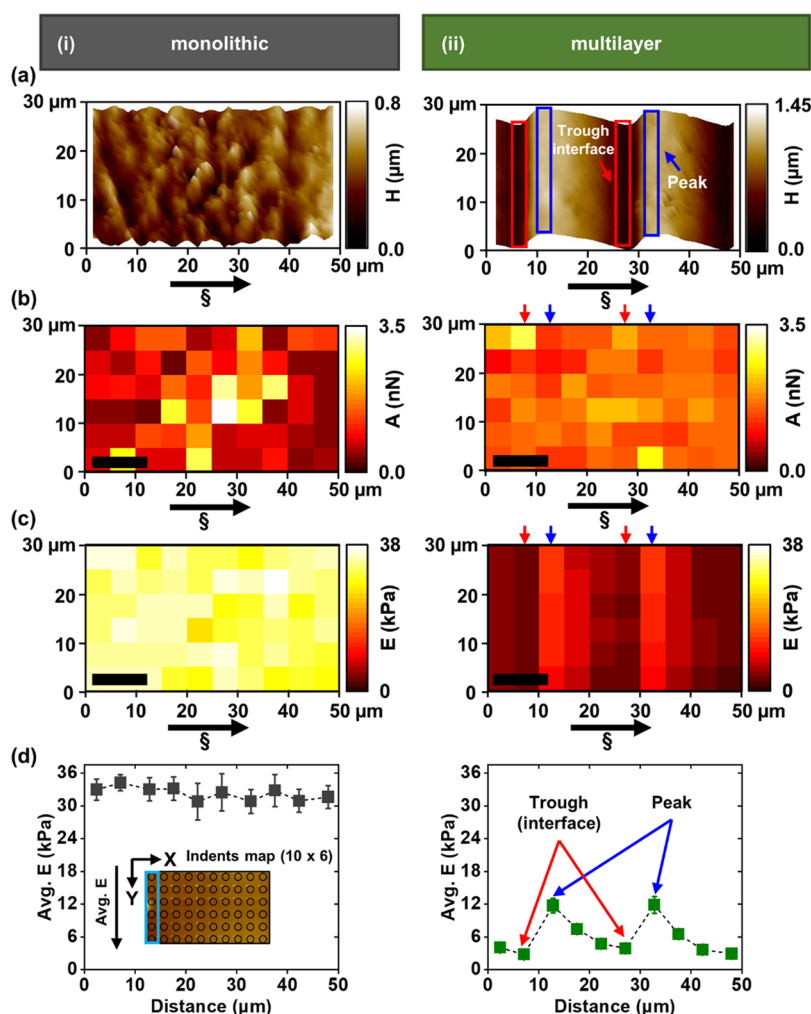 (i) monolithic
(ii) multilayer
(a)
30 µm
20
10
0
0 10 20 30 40 50 µm
§
0.8
H (µm)
0.0
30 µm
20
10
0
0 10 20 30 40 50 µm
§
Trough
interface
Peak
1.45
H (µm)
0.0
(b)
30 µm
20
10
0
0 10 20 30 40 50 µm
§
3.5
A (nN)
0.0
30 µm
20
10
0
0 10 20 30 40 50 µm
§
3.5
A (nN)
0.0
(c)
30 µm
20
10
0
0 10 20 30 40 50 µm
§
38
E (kPa)
0
30 µm
20
10
0
0 10 20 30 40 50 µm
§
38
E (kPa)
0
(d)
Avg. E (kPa)
36
30
24
18
12
6
0
X Indents map (10 x 6)
Y
Avg. E
0 10 20 30 40 50
Distance (µm)
Avg. E (kPa)
36
30
24
18
12
6
0
Trough
(interface)
Peak
0 10 20 30 40 50
Distance (µm)